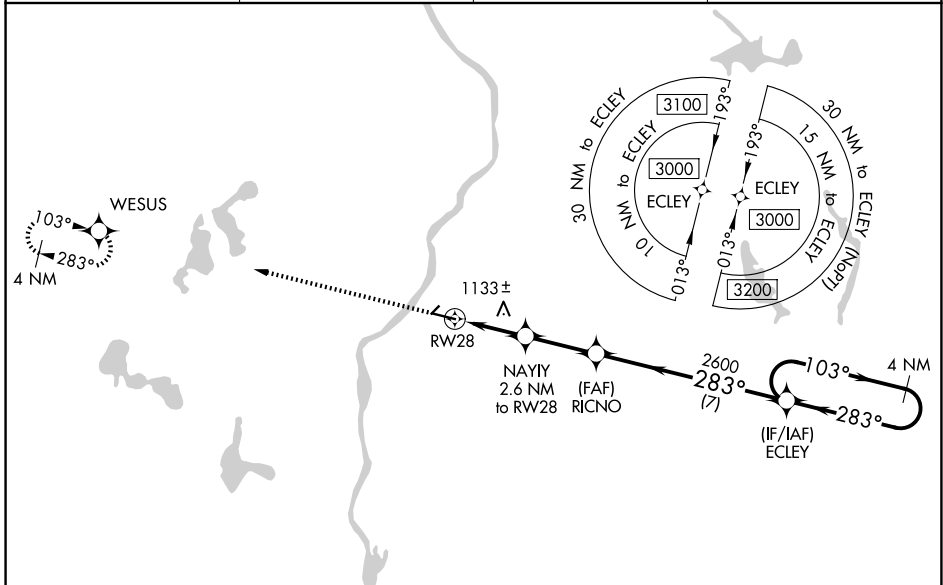 30 NM to ECLEY
3100
193°
10 NM to ECLEY
3000
ECLEY
013°
30 NM to ECLEY (NoPT)
15 NM to ECLEY
193°
ECLEY
3000
013°
3200
WESUS
103°
283°
4 NM
1133 ±
RW28
NAYIY
2.6 NM
to RW28
(FAF)
RICNO
2600
283°
(7)
103°
4 NM
283°
(IF/IAF)
ECLEY